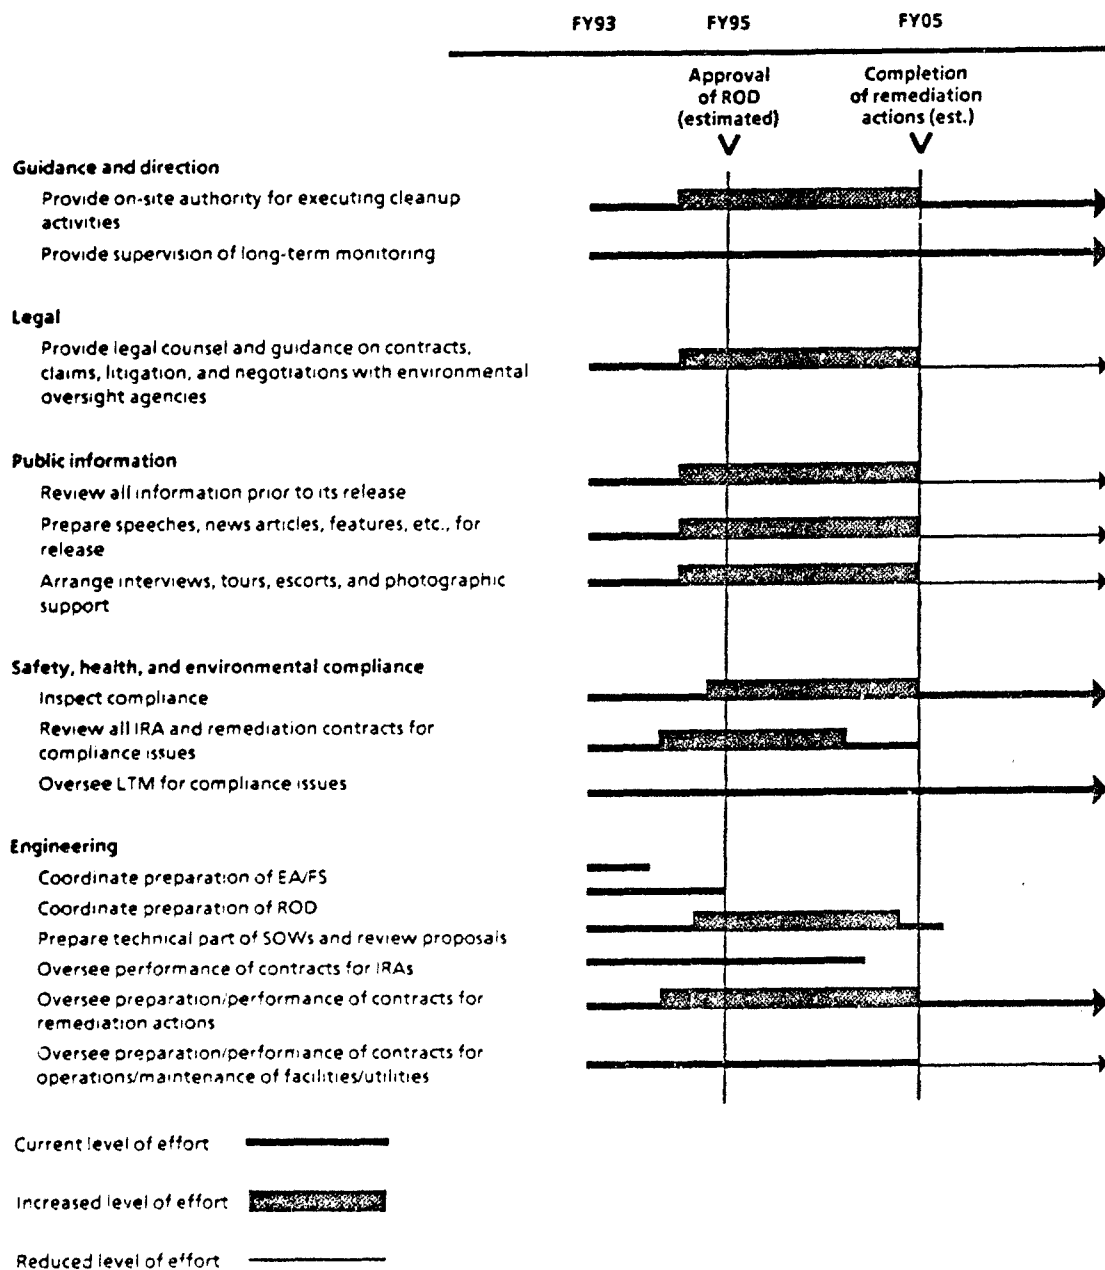 FY93 FY95 FY05
Approval
of ROD
(estimated)
Completion
of remediation
actions (est.)
Guidance and direction
Provide on-site authority for executing cleanup
activities
Provide supervision of long-term monitoring
Legal
Provide legal counsel and guidance on contracts,
claims, litigation, and negotiations with environmental
oversight agencies
Public information
Review all information prior to its release
Prepare speeches, news articles, features, etc., for
release
Arrange interviews, tours, escorts, and photographic
support
Safety, health, and environmental compliance
Inspect compliance
Review all IRA and remediation contracts for
compliance issues
Oversee LTM for compliance issues
Engineering
Coordinate preparation of EA/FS
Coordinate preparation of ROD
Prepare technical part of SOWs and review proposals
Oversee performance of contracts for IRAs
Oversee preparation/performance of contracts for
remediation actions
Oversee preparation/performance of contracts for
operations/maintenance of facilities/utilities
Current level of effort
Increased level of effort
Reduced level of effort